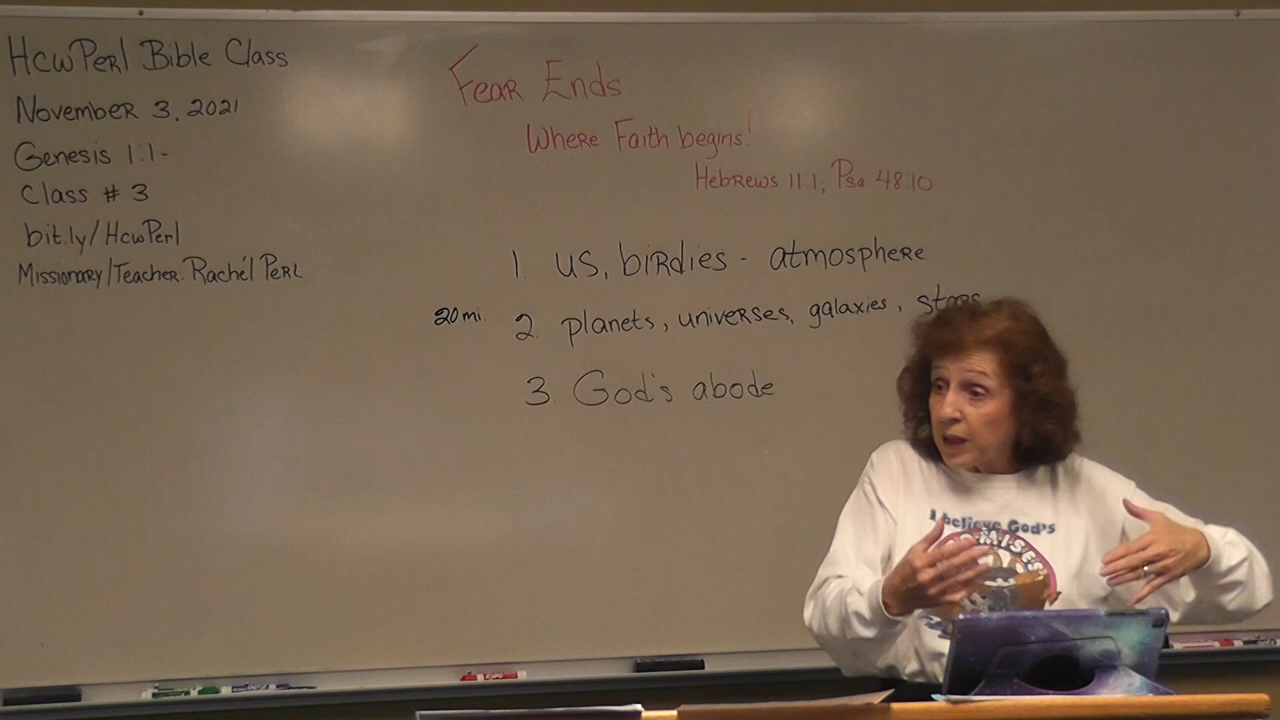 HcwPerl Bible Class
November 3, 2021
Genesis 1:1-
Class # 3
bit.ly/HcwPerl
Missionary/Teacher: Rachél Perl
Fear Ends
Where Faith begins!
Hebrews 11:1, Psa 48:10
1. us, birdies - atmosphere
20mi. 2. planets, universes, galaxies, stars
3. God's abode
I believe God's